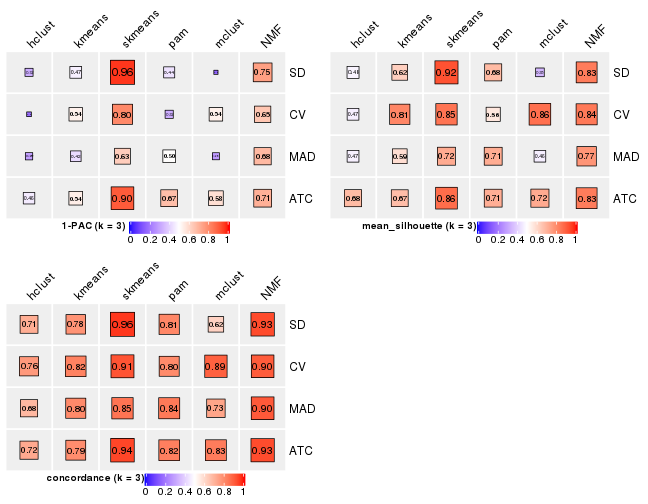 hclust kmeans skmeans pam mclust NMF
0.47 0.96 0.44 0.75 SD
0.54 0.80 0.54 0.65 CV
0.63 0.50 0.68 MAD
0.46 0.54 0.90 0.67 0.58 0.71 ATC
1-PAC (k = 3)
0 0.2 0.4 0.6 0.8 1
hclust kmeans skmeans pam mclust NMF
0.62 0.92 0.68 0.83 SD
0.47 0.81 0.85 0.56 0.86 0.84 CV
0.47 0.59 0.72 0.71 0.77 MAD
0.68 0.67 0.86 0.71 0.72 0.83 ATC
mean_silhouette (k = 3)
0 0.2 0.4 0.6 0.8 1
hclust kmeans skmeans pam mclust NMF
0.71 0.78 0.96 0.81 0.62 0.93 SD
0.76 0.82 0.91 0.80 0.89 0.90 CV
0.68 0.80 0.85 0.84 0.73 0.90 MAD
0.72 0.79 0.94 0.82 0.83 0.93 ATC
concordance (k = 3)
0 0.2 0.4 0.6 0.8 1